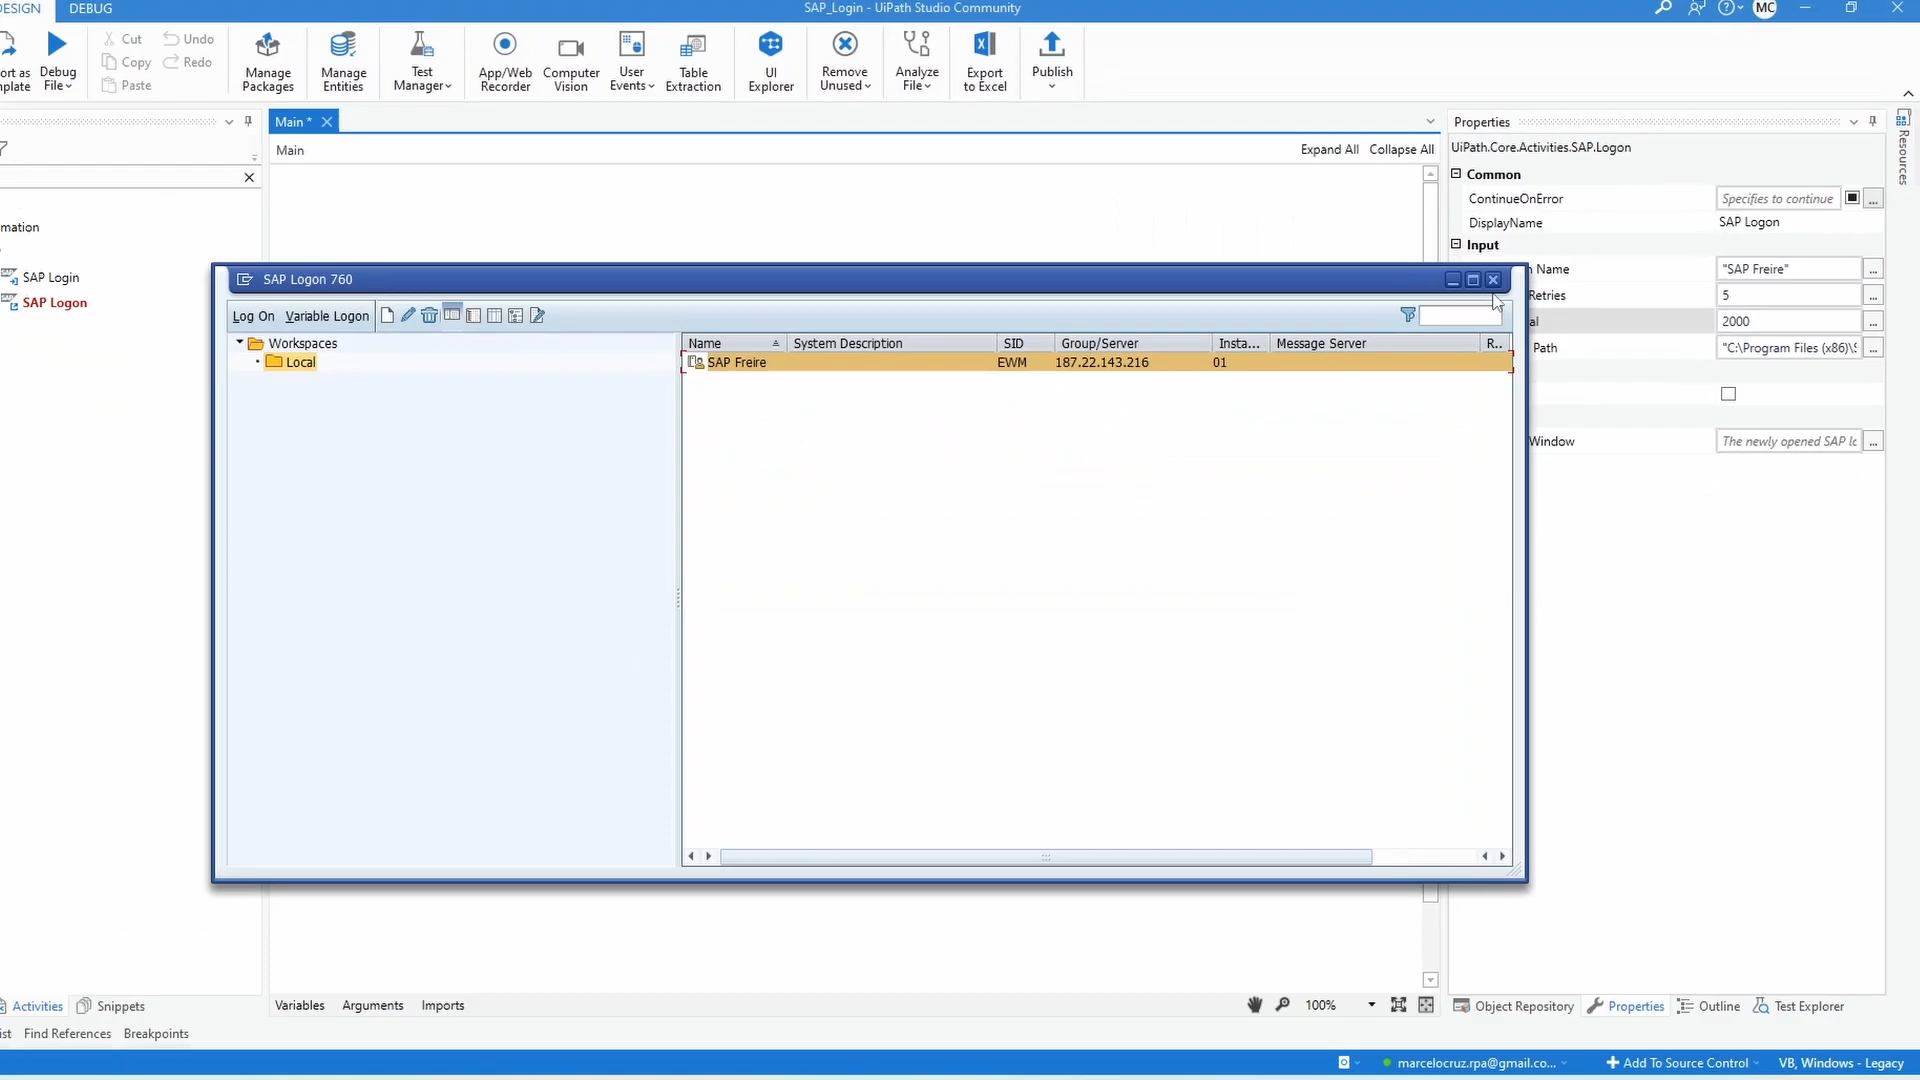 DESIGN
DEBUG
SAP_Login - UiPath Studio Community
MC
Debug
File
Cut
Undo
Copy
Redo
Paste
Manage
Packages
Manage
Entities
Test
Manager
App/Web
Recorder
Computer
Vision
User
Events
Table
Extraction
UI
Explorer
Remove
Unused
Analyze
File
Export
to Excel
Publish
Main *
Main
Expand All Collapse All
Properties
UiPath.Core.Activities.SAP.Logon
Common
ContinueOnError
Specifies to continue
...
DisplayName
SAP Logon
Input
Name
"SAP Freire"
...
Retries
5
...
2000
...
Path
"C:\Program Files (x86)\S
...
Window
The newly opened SAP lo
...
Resources
mation
SAP Login
SAP Logon
SAP Logon 760
Log On
Variable Logon
Workspaces
Local
Name
System Description
SID
Group/Server
Insta...
Message Server
R..
SAP Freire
EWM
187.22.143.216
01
Activities
Snippets
Variables
Arguments
Imports
100%
Object Repository
Properties
Outline
Test Explorer
ist
Find References
Breakpoints
marcelocruz.rpa@gmail.co...
Add To Source Control
VB, Windows - Legacy